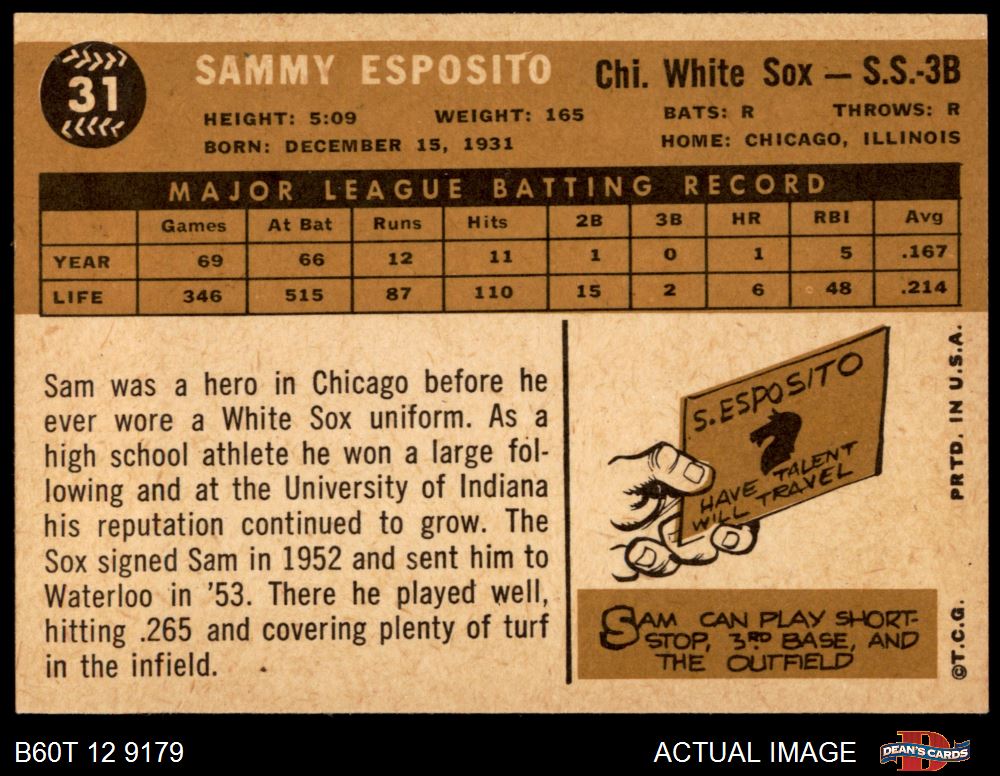 31
SAMMY ESPOSITO
Chi. White Sox — S.S.-3B
HEIGHT: 5:09 WEIGHT: 165 BATS: R THROWS: R
BORN: DECEMBER 15, 1931 HOME: CHICAGO, ILLINOIS
MAJOR LEAGUE BATTING RECORD
Games At Bat Runs Hits 2B 3B HR RBI Avg
YEAR 69 66 12 11 1 0 1 5 .167
LIFE 346 515 87 110 15 2 6 48 .214
Sam was a hero in Chicago before he
ever wore a White Sox uniform. As a
high school athlete he won a large fol-
lowing and at the University of Indiana
his reputation continued to grow. The
Sox signed Sam in 1952 and sent him to
Waterloo in '53. There he played well,
hitting .265 and covering plenty of turf
in the infield.
S. ESPOSITO
HAVE TALENT
WILL TRAVEL
SAM CAN PLAY SHORT-
STOP, 3RD BASE, AND
THE OUTFIELD
©T.C.G. PRTD. IN U.S.A.
B60T 12 9179
ACTUAL IMAGE
D
DEAN'S CARDS